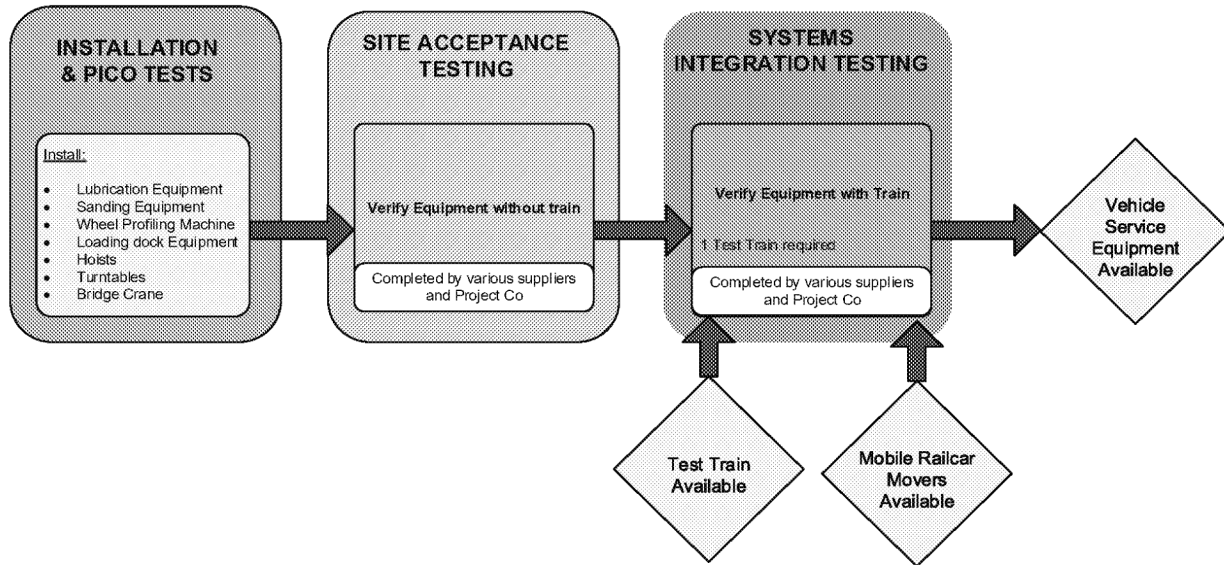 INSTALLATION
& PICO TESTS
Install:
• Lubrication Equipment
• Sanding Equipment
• Wheel Profiling Machine
• Loading dock Equipment
• Hoists
• Turntables
• Bridge Crane
SITE ACCEPTANCE
TESTING
Verify Equipment without train
Completed by various suppliers
and Project Co
SYSTEMS
INTEGRATION TESTING
Verify Equipment with Train
1 Test Train required
Completed by various suppliers
and Project Co
Vehicle
Service
Equipment
Available
Test Train
Available
Mobile Railcar
Movers
Available